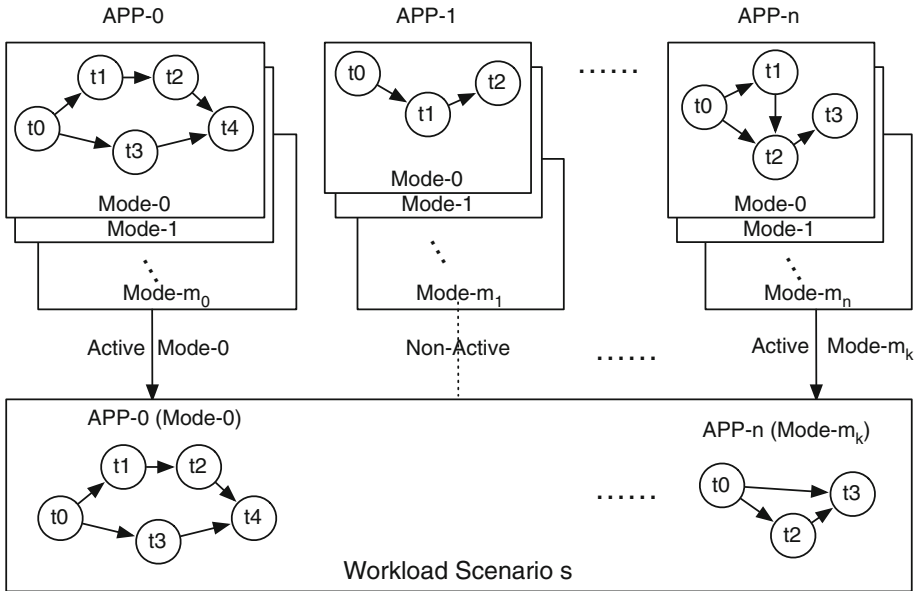 APP-0 APP-1 APP-n
t0 t1 t2 t3 t4
t0 t1 t2
......
t0 t1 t2 t3
Mode-0 Mode-0 Mode-0
Mode-1 Mode-1 Mode-1
Mode-m0 Mode-m1 Mode-mn
Active Mode-0 Non-Active ...... Active Mode-mk
APP-0 (Mode-0) APP-n (Mode-mk)
t0 t1 t2 t3 t4
......
t0 t2 t3
Workload Scenario s